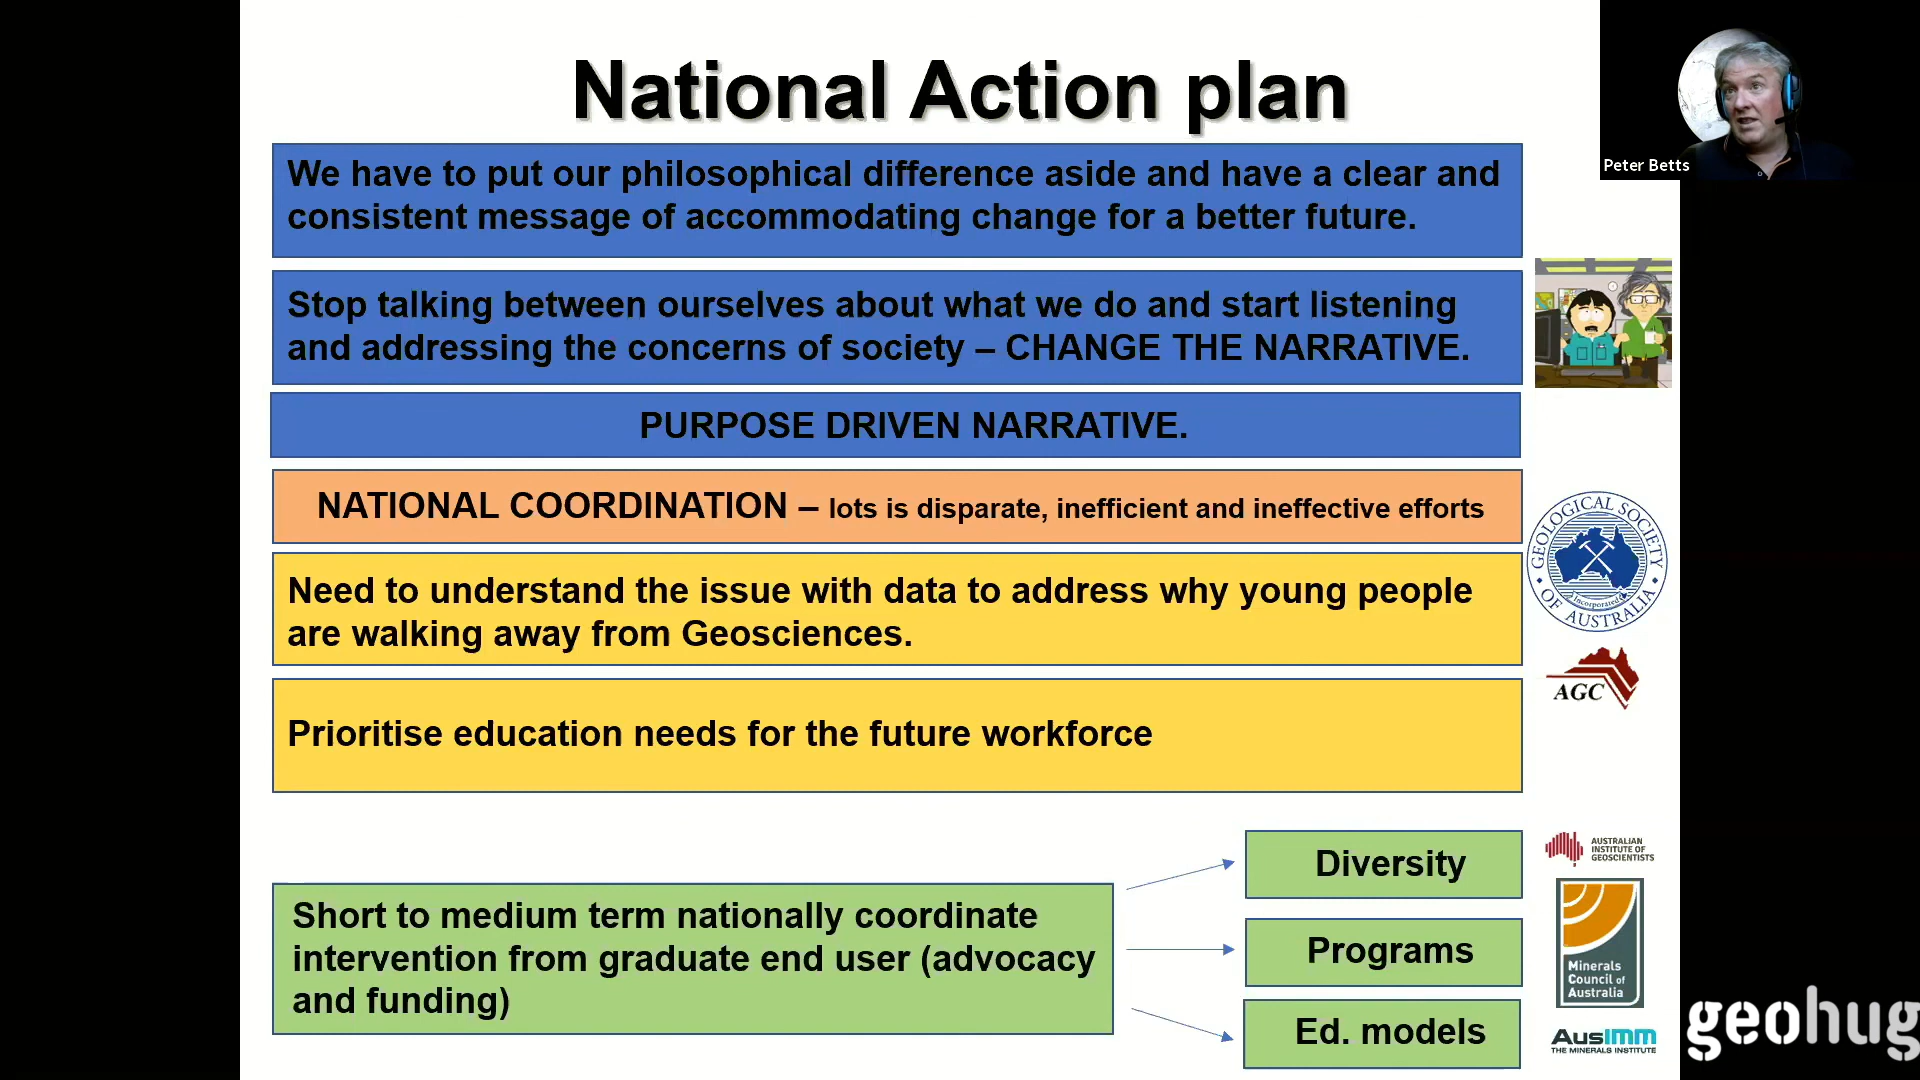 National Action plan
Peter Betts
We have to put our philosophical difference aside and have a clear and
consistent message of accommodating change for a better future.
Stop talking between ourselves about what we do and start listening
and addressing the concerns of society – CHANGE THE NARRATIVE.
PURPOSE DRIVEN NARRATIVE.
NATIONAL COORDINATION – lots is disparate, inefficient and ineffective efforts
GEOLOGICAL SOCIETY
Incorporated
OF AUSTRALIA
Need to understand the issue with data to address why young people
are walking away from Geosciences.
AGC
Prioritise education needs for the future workforce
Short to medium term nationally coordinate
intervention from graduate end user (advocacy
and funding)
Diversity
Programs
Ed. models
AUSTRALIAN
INSTITUTE OF
GEOSCIENTISTS
Minerals
Council of
Australia
AusIMM
THE MINERALS INSTITUTE
geohug